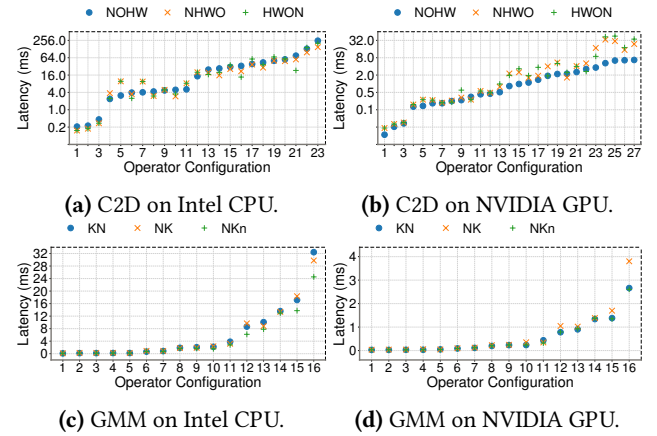 NOHW NHWO HWON
Latency (ms)
256.0
64.0
16.0
4.0
1.0
0.2
1 3 5 7 9 11 13 15 17 19 21 23
Operator Configuration
(a) C2D on Intel CPU.
NOHW NHWO HWON
Latency (ms)
32.0
8.0
2.0
0.5
0.1
1 3 5 7 9 11 13 15 17 19 21 23 25 27
Operator Configuration
(b) C2D on NVIDIA GPU.
KN NK NKn
Latency (ms)
32
28
24
20
16
12
8
4
0
1 2 3 4 5 6 7 8 9 10 11 12 13 14 15 16
Operator Configuration
(c) GMM on Intel CPU.
KN NK NKn
Latency (ms)
4
3
2
1
0
1 2 3 4 5 6 7 8 9 10 11 12 13 14 15 16
Operator Configuration
(d) GMM on NVIDIA GPU.